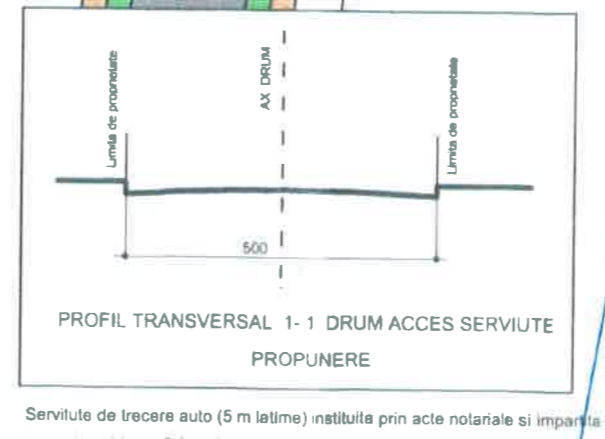 Limita de proprietate
AX DRUM
Limita de proprietate
500
PROFIL TRANSVERSAL 1- 1 DRUM ACCES SERVIUTE
PROPUNERE
Servitute de trecere auto (5 m latime) instituita prin acte notariale si impartita